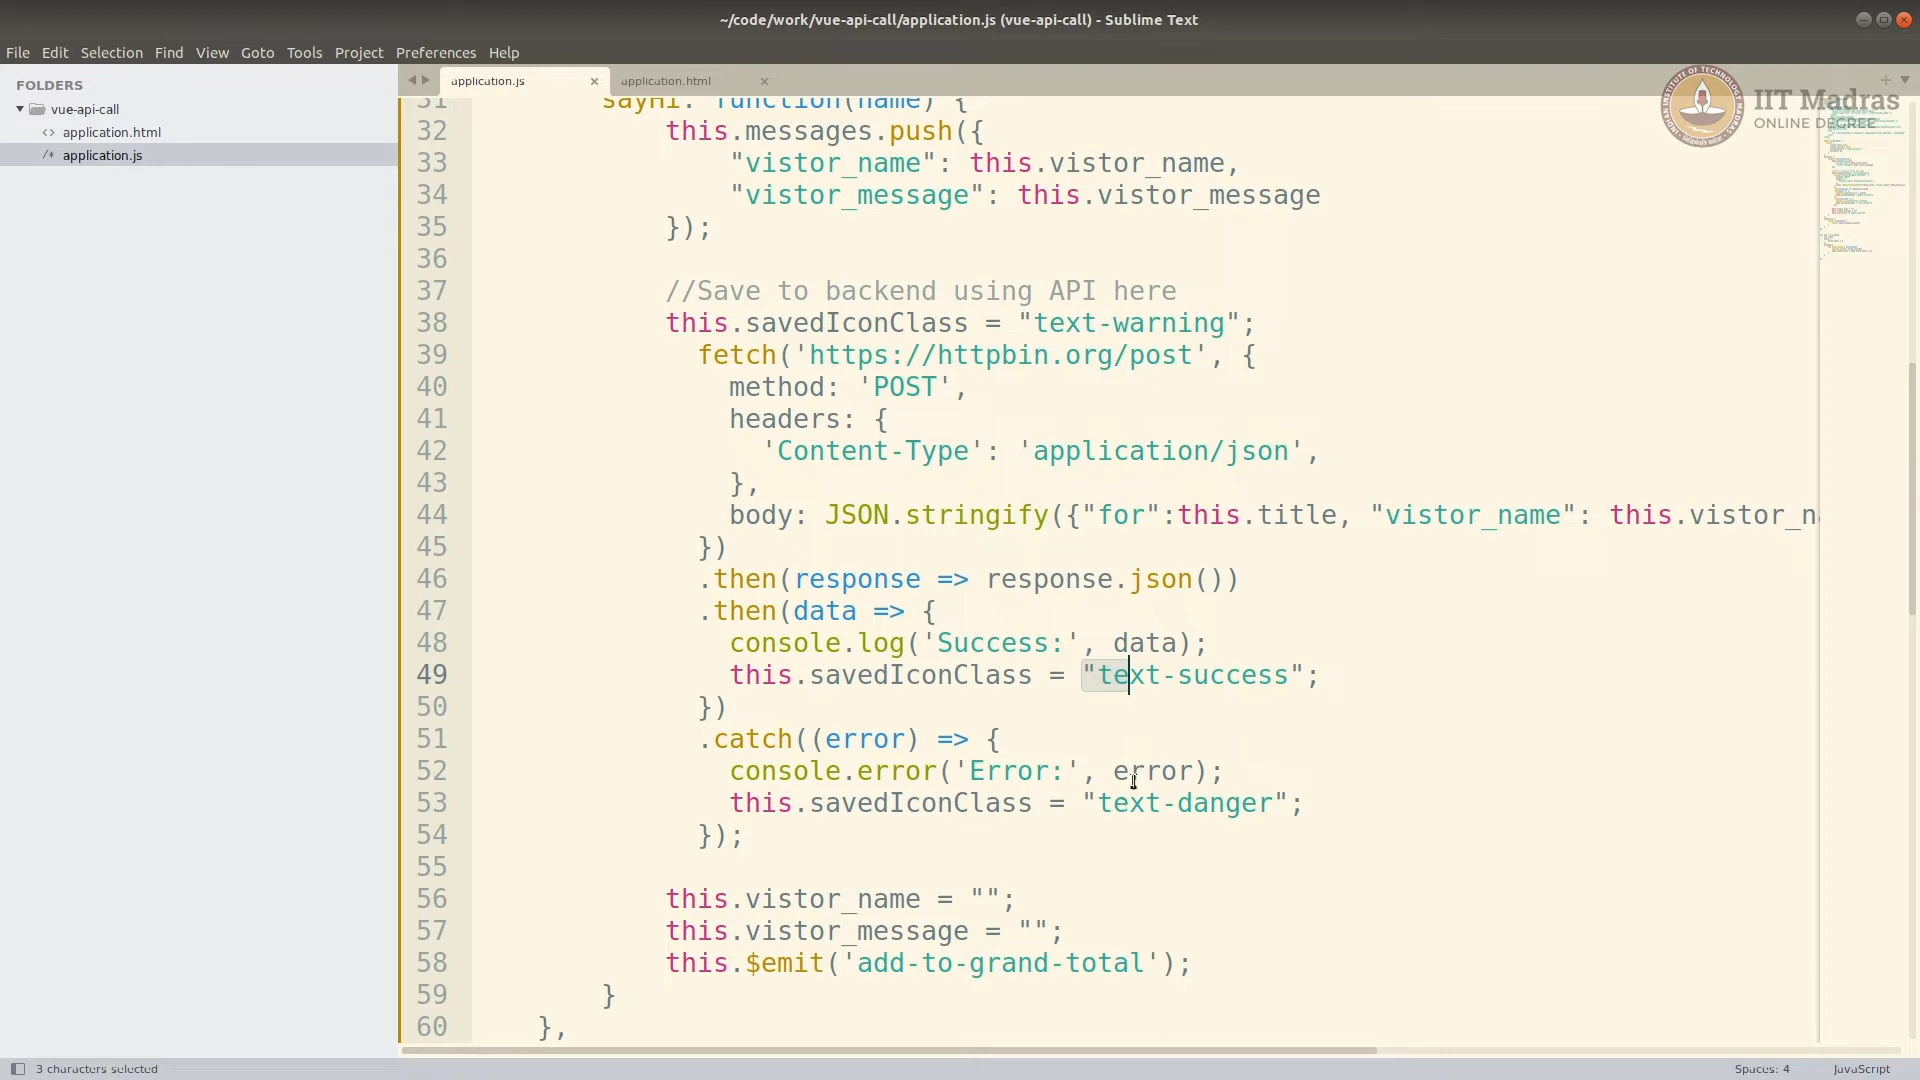 ~/code/work/vue-api-call/application.js (vue-api-call) - Sublime Text
File Edit Selection Find View Goto Tools Project Preferences Help
FOLDERS
vue-api-call
<> application.html
/* application.js
application.js ×
application.html ×
IIT Madras
ONLINE DEGREE
31 sayHi: function(name) {
32 this.messages.push({
33 "vistor_name": this.vistor_name,
34 "vistor_message": this.vistor_message
35 });
36
37 //Save to backend using API here
38 this.savedIconClass = "text-warning";
39 fetch('https://httpbin.org/post', {
40 method: 'POST',
41 headers: {
42 'Content-Type': 'application/json',
43 },
44 body: JSON.stringify({"for":this.title, "vistor_name": this.vistor_n
45 })
46 .then(response => response.json())
47 .then(data => {
48 console.log('Success:', data);
49 this.savedIconClass = "text-success";
50 })
51 .catch((error) => {
52 console.error('Error:', error);
53 this.savedIconClass = "text-danger";
54 });
55
56 this.vistor_name = "";
57 this.vistor_message = "";
58 this.$emit('add-to-grand-total');
59 }
60 },
3 characters selected
Spaces: 4
JavaScript